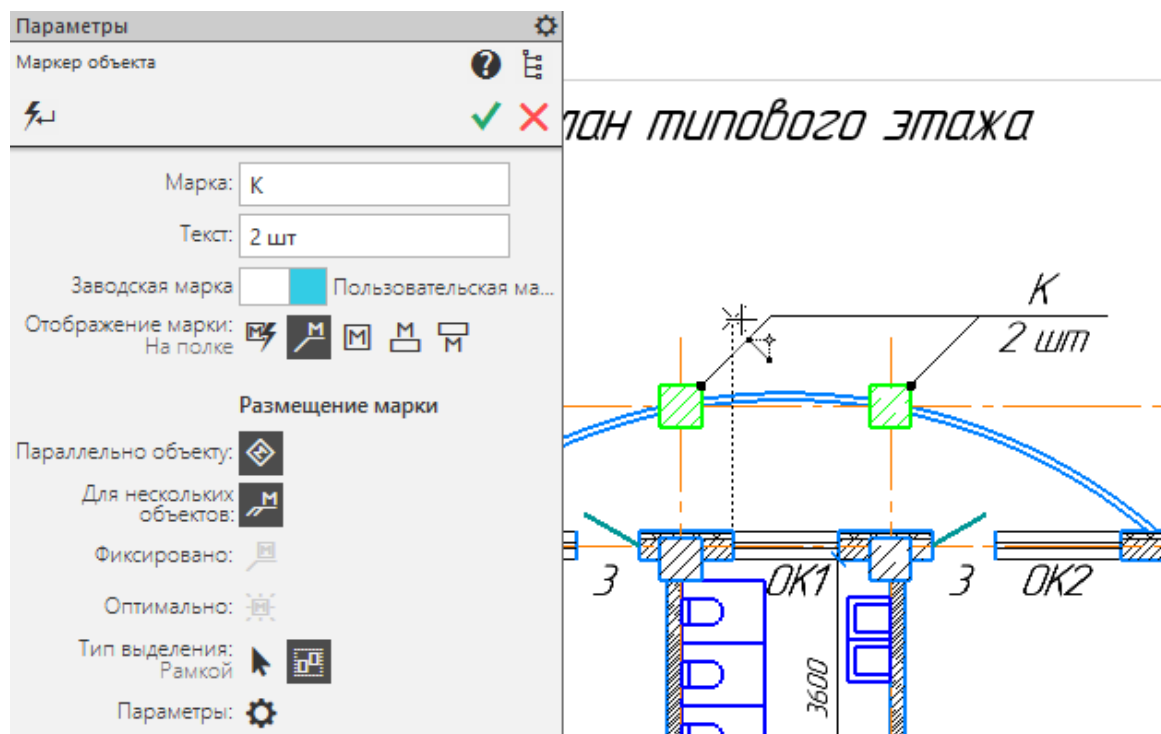 Параметры
Маркер объекта
Марка: К
Текст: 2 шт
Заводская марка Пользовательская ма...
Отображение марки:
На полке
Размещение марки
Параллельно объекту:
Для нескольких
объектов:
Фиксировано:
Оптимально:
Тип выделения:
Рамкой
Параметры:
лан типового этажа
К
2 шт
3 ОК1 3 ОК2
3600